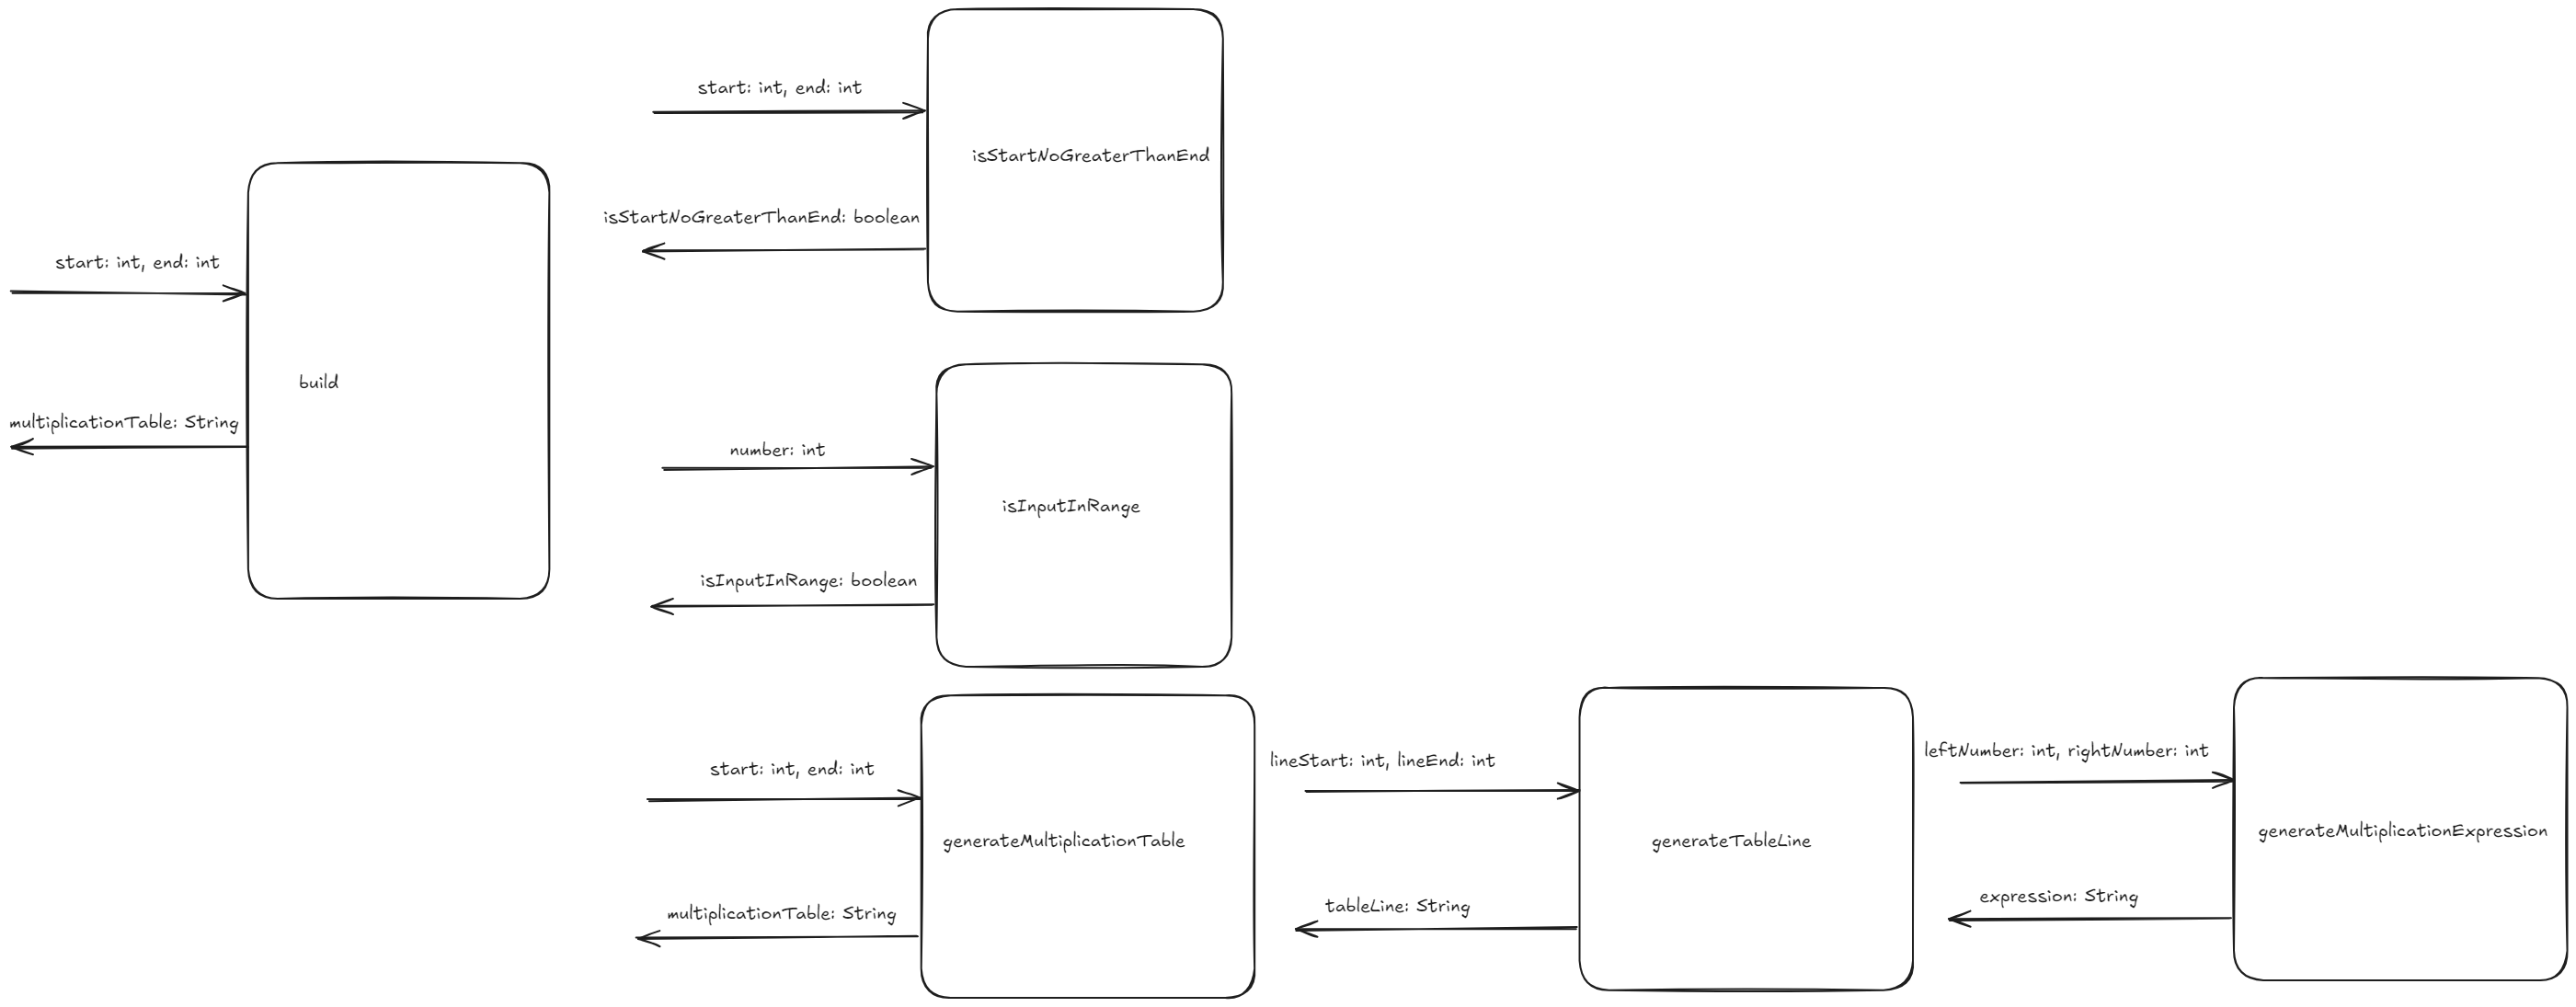 start: int, end: int
build
multiplicationTable: String
start: int, end: int
isStartNoGreaterThanEnd
isStartNoGreaterThanEnd: boolean
number: int
isInputInRange
isInputInRange: boolean
start: int, end: int
generateMultiplicationTable
multiplicationTable: String
lineStart: int, lineEnd: int
generateTableLine
tableLine: String
leftNumber: int, rightNumber: int
generateMultiplicationExpression
expression: String